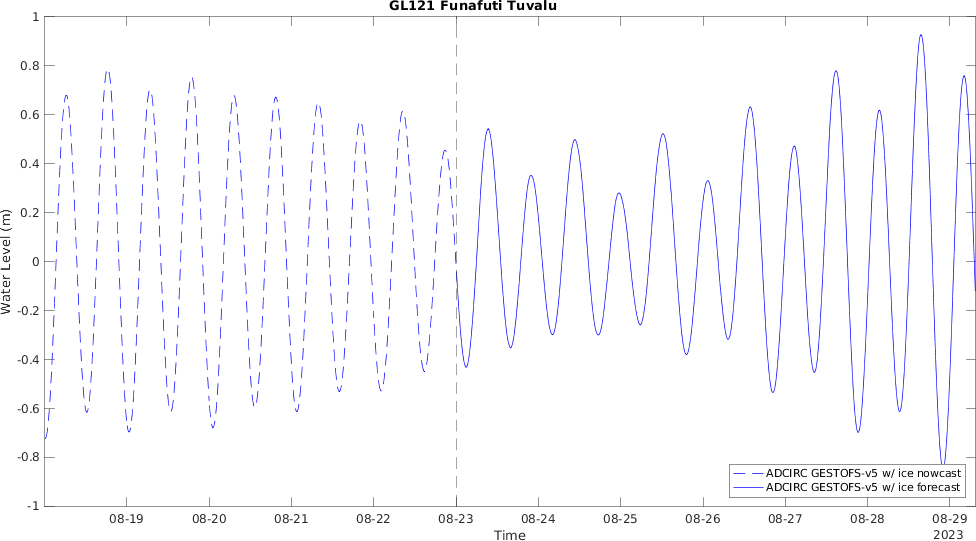 GL121 Funafuti Tuvalu
1
0.8
0.6
0.4
0.2
0
-0.2
-0.4
-0.6
-0.8
-1
Water Level (m)
ADCIRC GESTOFS-v5 w/ ice nowcast
ADCIRC GESTOFS-v5 w/ ice forecast
08-19 08-20 08-21 08-22 08-23 08-24 08-25 08-26 08-27 08-28 08-29
2023
Time